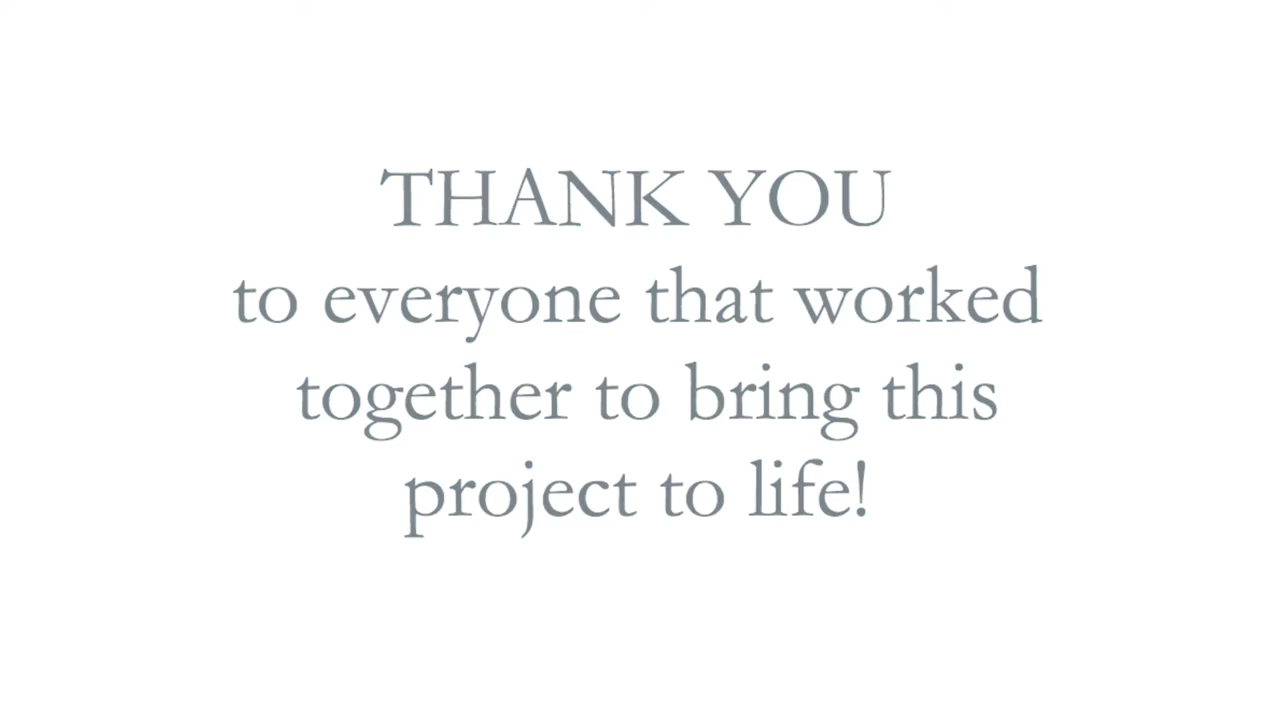 THANK YOU
to everyone that worked
together to bring this
project to life!